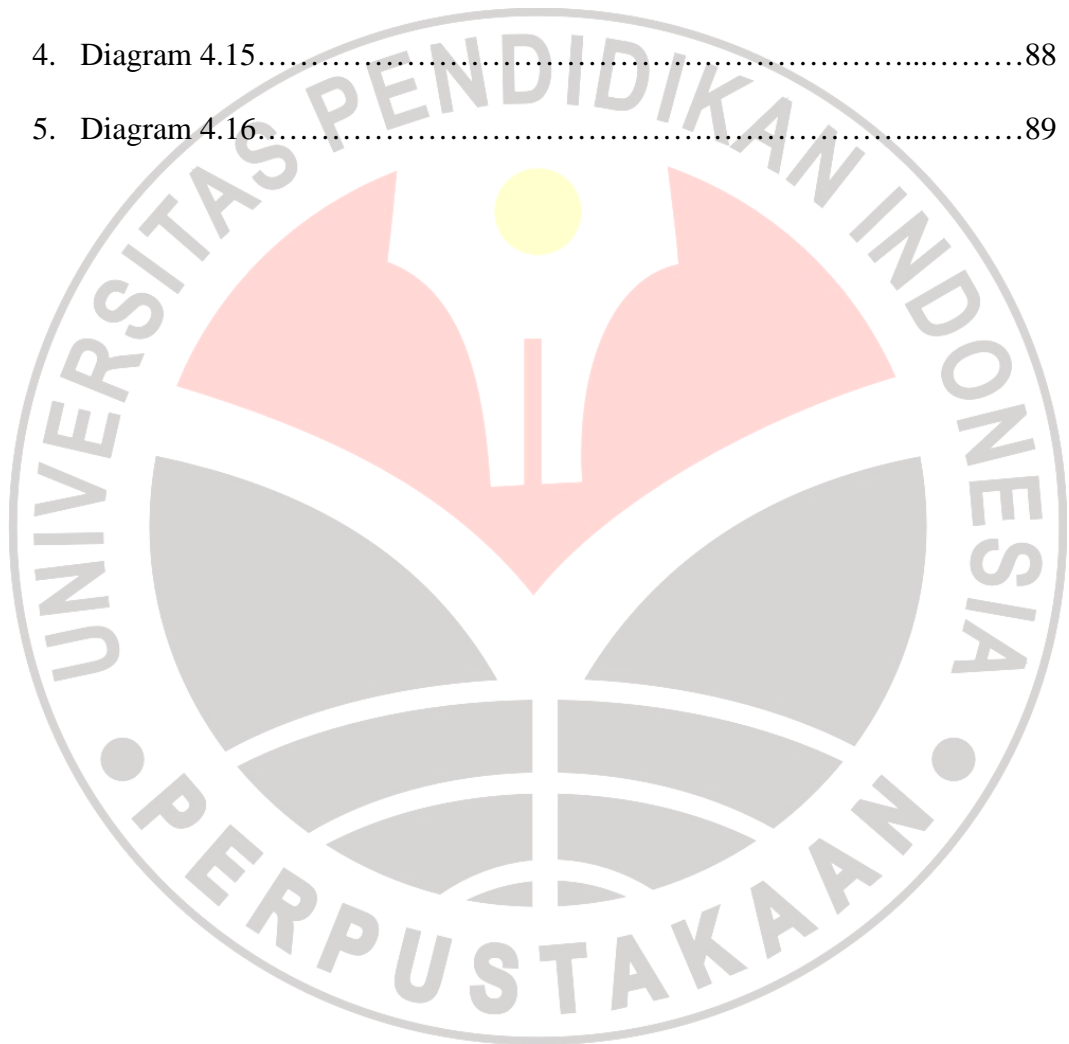 4. Diagram 4.15……………………………………………………………...………88
5. Diagram 4.16……………………………………………………………...………89
UNIVERSITAS PENDIDIKAN INDONESIA
PERPUSTAKAAN